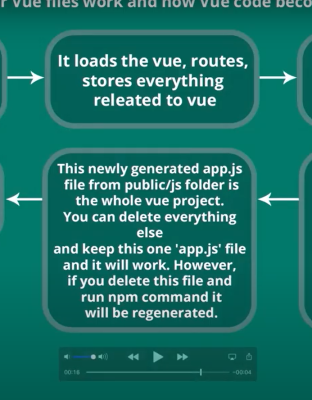 r Vue files work and how Vue code beco
It loads the vue, routes,
stores everything
releated to vue
This newly generated app.js
file from public/js folder is
the whole vue project.
You can delete everything
else
and keep this one 'app.js' file
and it will work. However,
if you delete this file and
run npm command it
will be regenerated.
00:18
-00:04